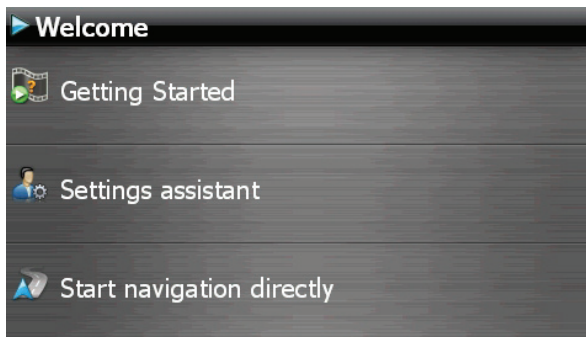 Welcome
Getting Started
Settings assistant
Start navigation directly